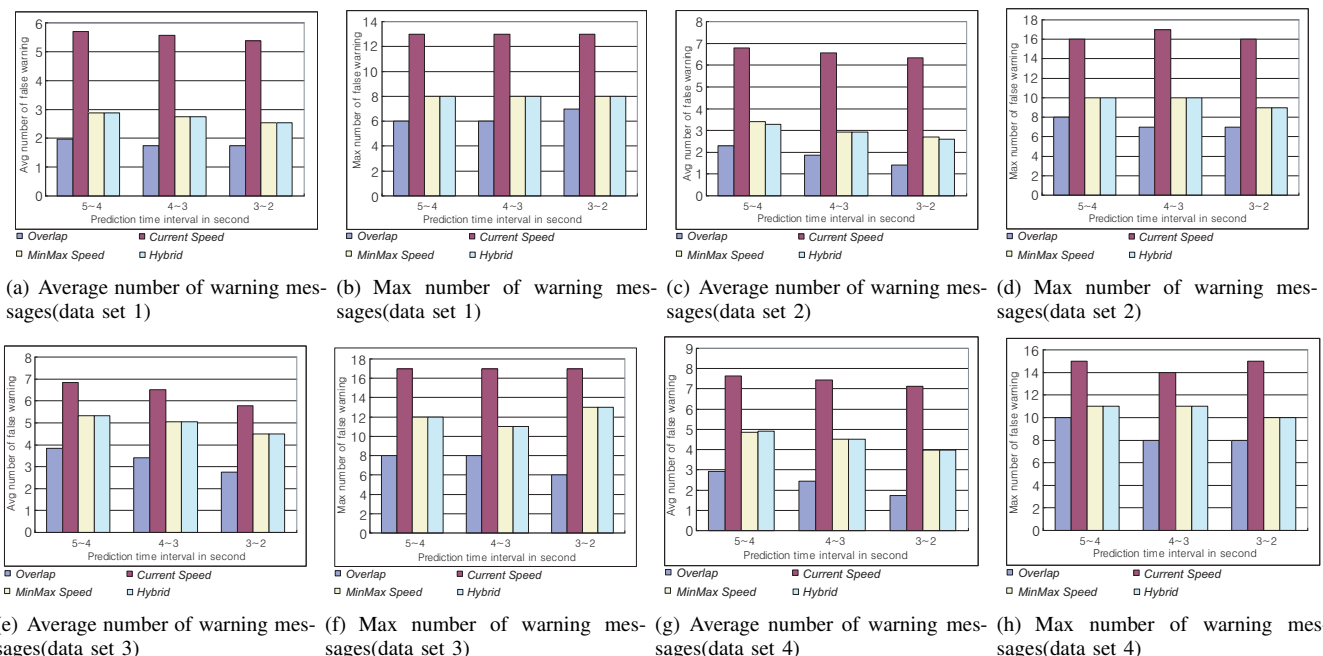 6
5
4
3
2
1
0
Avg number of false warning
5~4 4~3 3~2
Prediction time interval in second
Overlap Current Speed
MinMax Speed Hybrid
(a) Average number of warning mes-
sages(data set 1)
14
12
10
8
6
4
2
0
Max number of false warning
5~4 4~3 3~2
Prediction time interval in second
Overlap Current Speed
MinMax Speed Hybrid
(b) Max number of warning mes-
sages(data set 1)
8
7
6
5
4
3
2
1
0
Avg number of false warning
5~4 4~3 3~2
Prediction time interval in second
Overlap Current Speed
MinMax Speed Hybrid
(c) Average number of warning mes-
sages(data set 2)
18
16
14
12
10
8
6
4
2
0
Max number of false warning
5~4 4~3 3~2
Prediction time interval in second
Overlap Current Speed
MinMax Speed Hybrid
(d) Max number of warning mes-
sages(data set 2)
8
7
6
5
4
3
2
1
0
Avg number of false warning
5~4 4~3 3~2
Prediction time interval in second
Overlap Current Speed
MinMax Speed Hybrid
e) Average number of warning mes-
sages(data set 3)
18
16
14
12
10
8
6
4
2
0
Max number of false warning
5~4 4~3 3~2
Prediction time interval in second
Overlap Current Speed
MinMax Speed Hybrid
(f) Max number of warning mes-
sages(data set 3)
9
8
7
6
5
4
3
2
1
0
Avg number of false warning
5~4 4~3 3~2
Prediction time interval in second
Overlap Current Speed
MinMax Speed Hybrid
(g) Average number of warning mes-
sages(data set 4)
16
14
12
10
8
6
4
2
0
Max number of false warning
5~4 4~3 3~2
Prediction time interval in second
Overlap Current Speed
MinMax Speed Hybrid
(h) Max number of warning mes
sages(data set 4)